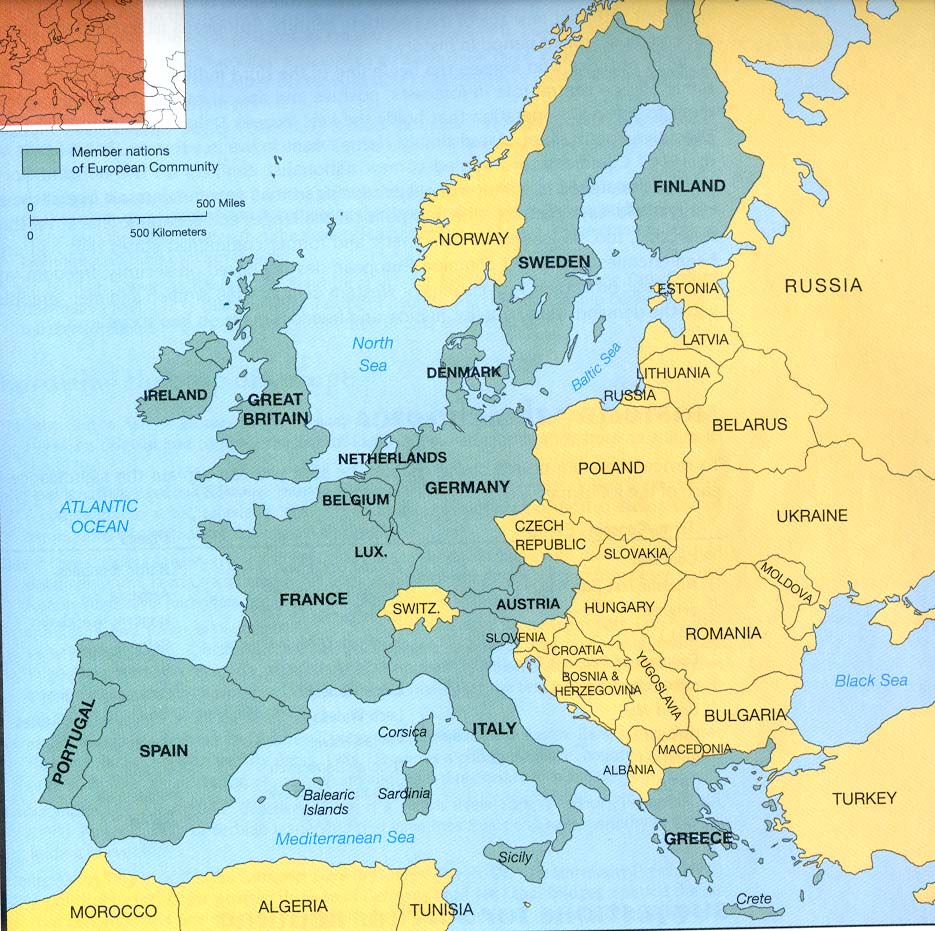 Member nations
of European Community
0
500 Miles
0
500 Kilometers
FINLAND
NORWAY
SWEDEN
RUSSIA
ESTONIA
LATVIA
North
Sea
Baltic Sea
DENMARK
LITHUANIA
RUSSIA
IRELAND
GREAT
BRITAIN
BELARUS
NETHERLANDS
POLAND
GERMANY
BELGIUM
ATLANTIC
OCEAN
UKRAINE
CZECH
REPUBLIC
SLOVAKIA
LUX.
MOLDOVA
FRANCE
SWITZ.
AUSTRIA
HUNGARY
ROMANIA
SLOVENIA
CROATIA
BOSNIA &
HERZEGOVINA
YUGOSLAVIA
Black Sea
PORTUGAL
SPAIN
ITALY
BULGARIA
Corsica
MACEDONIA
ALBANIA
Balearic
Islands
Sardinia
TURKEY
Mediterranean Sea
GREECE
Sicily
Crete
MOROCCO
ALGERIA
TUNISIA